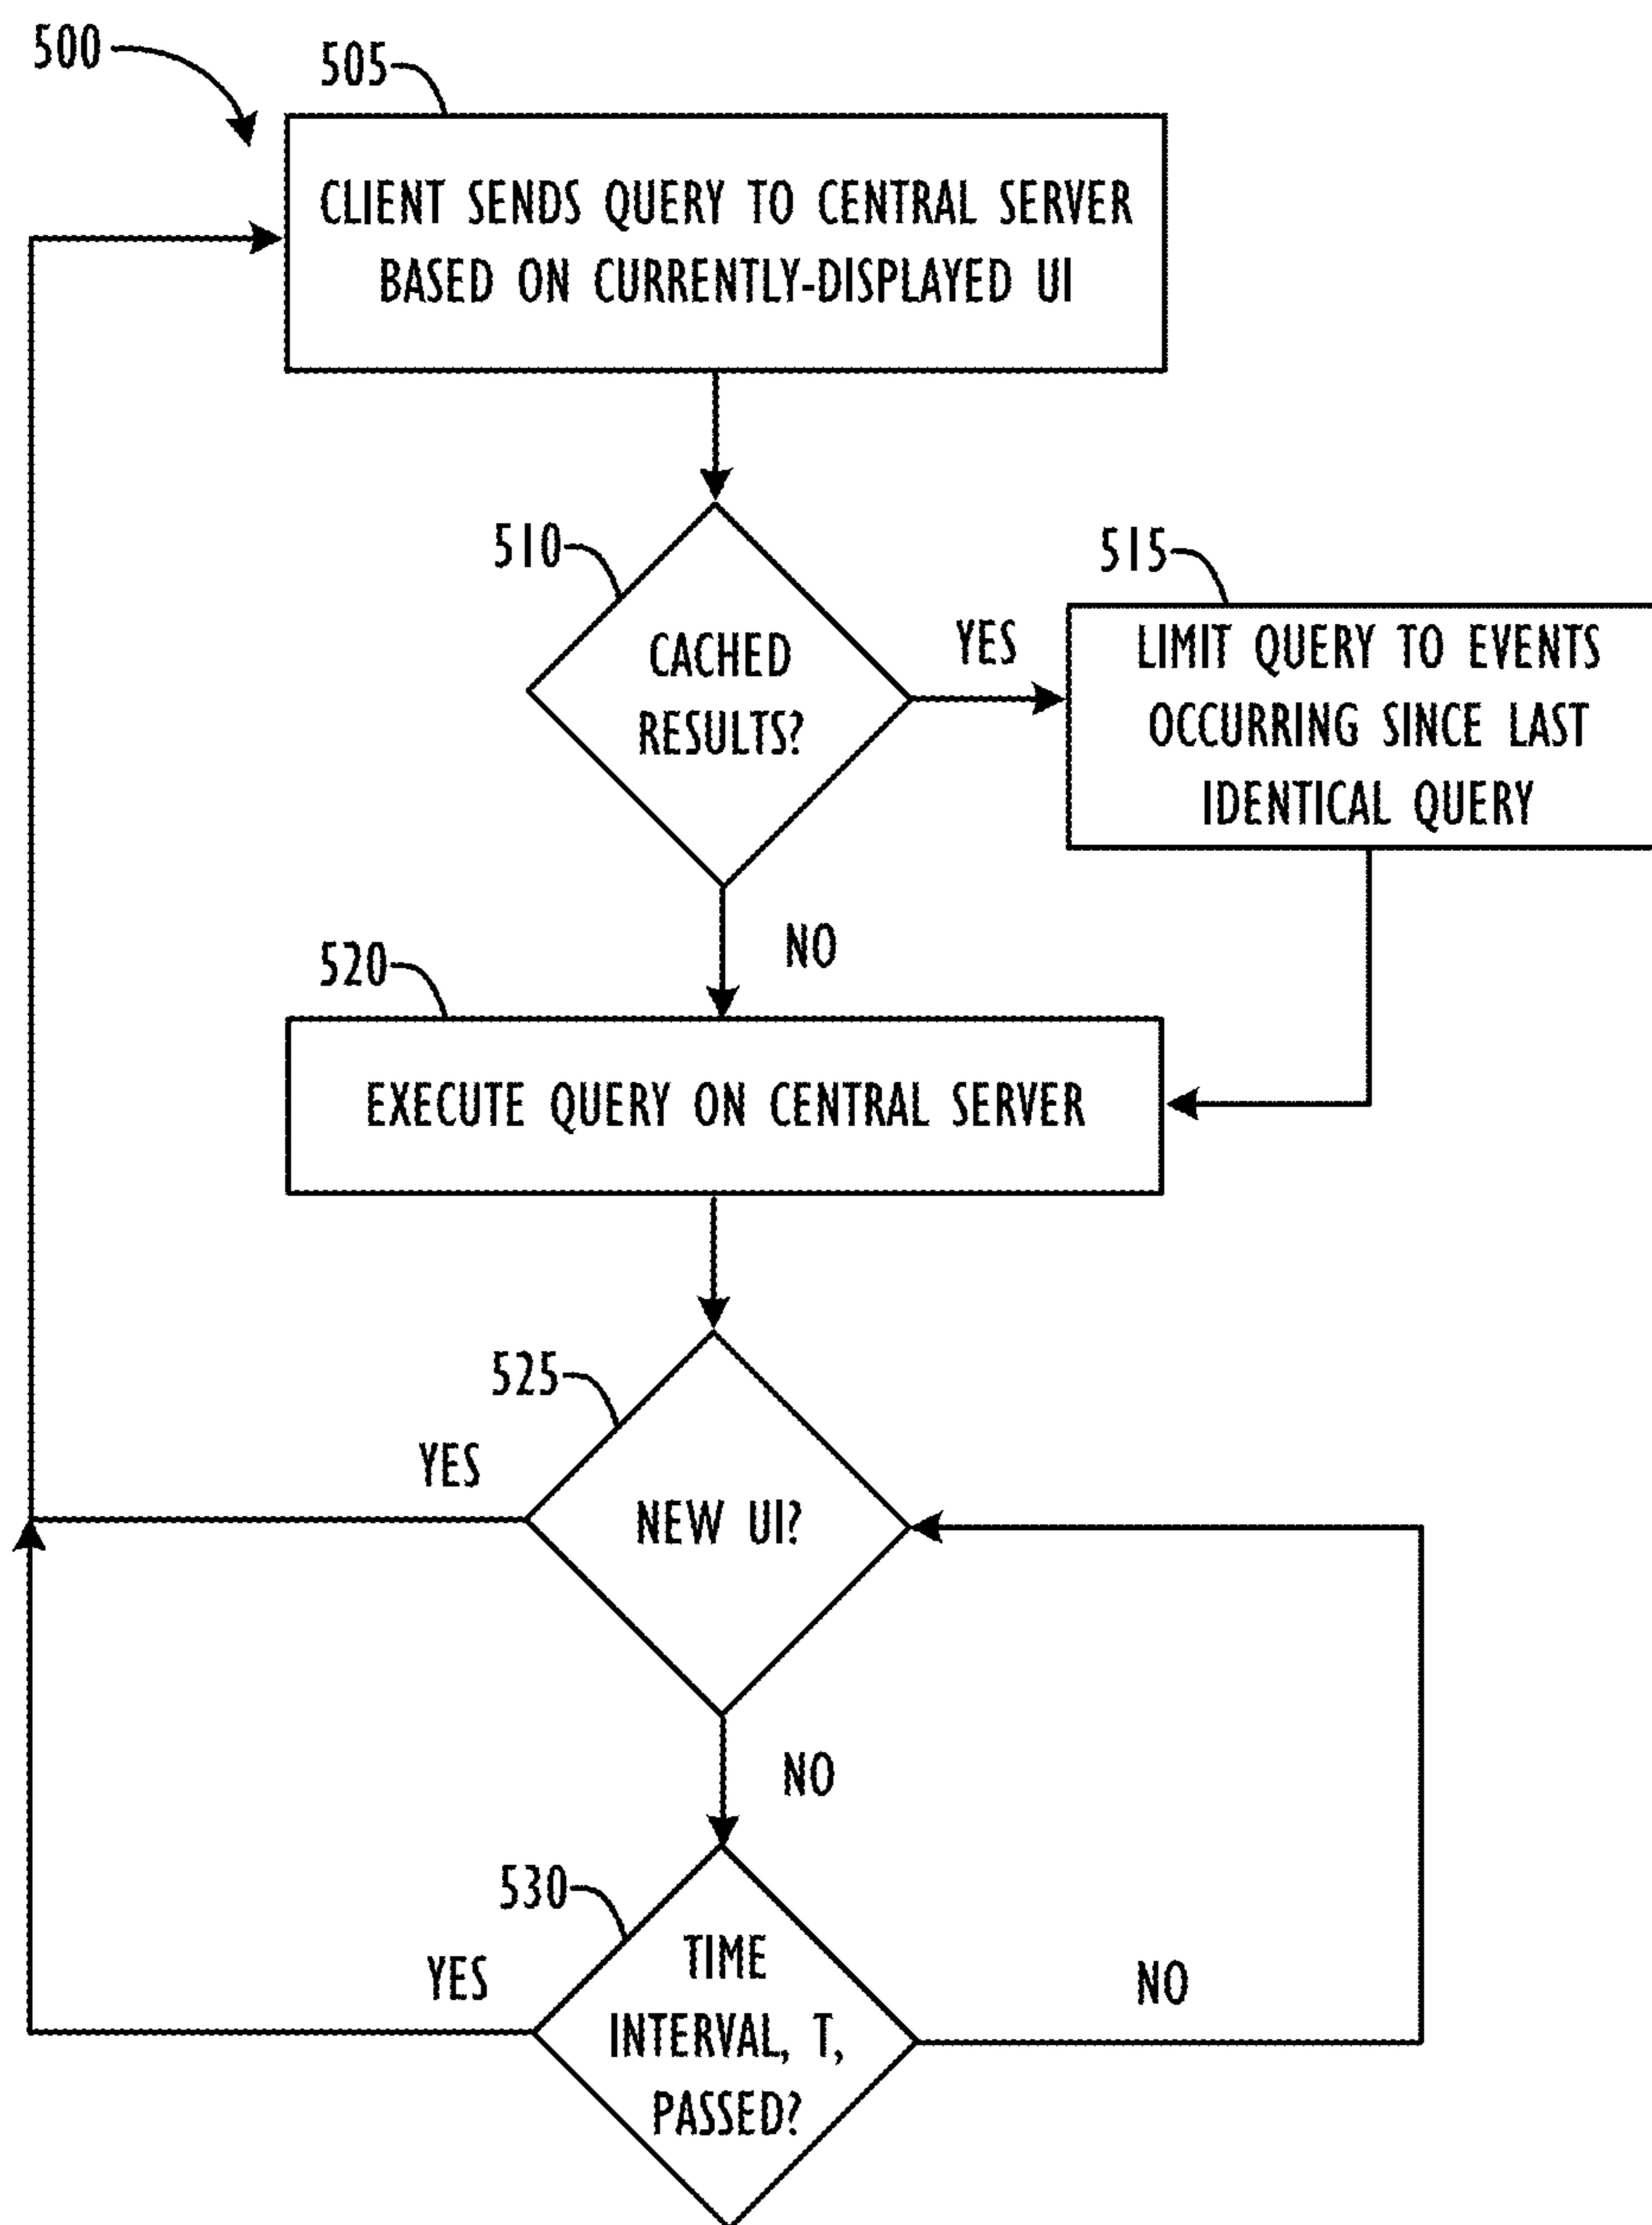 500
505
CLIENT SENDS QUERY TO CENTRAL SERVER
BASED ON CURRENTLY-DISPLAYED UI
510
CACHED
RESULTS?
YES
515
LIMIT QUERY TO EVENTS
OCCURRING SINCE LAST
IDENTICAL QUERY
NO
520
EXECUTE QUERY ON CENTRAL SERVER
525
YES
NEW UI?
NO
530
YES
TIME
INTERVAL, T,
PASSED?
NO